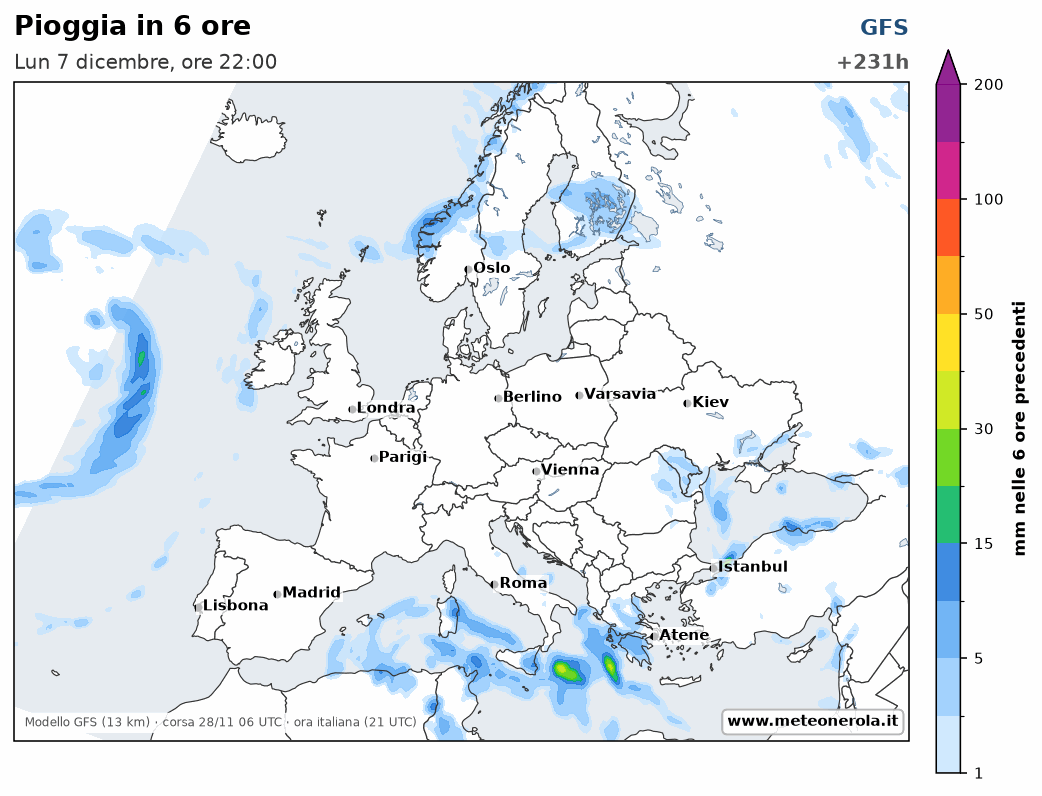 Pioggia in 6 ore
GFS
Lun 7 dicembre, ore 22:00
+231h
200
100
50
30
15
5
1
mm nelle 6 ore precedenti
Oslo
Londra
Berlino
Varsavia
Kiev
Parigi
Vienna
Istanbul
Roma
Madrid
Lisbona
Atene
Modello GFS (13 km) · corsa 28/11 06 UTC · ora italiana (21 UTC)
www.meteonerola.it